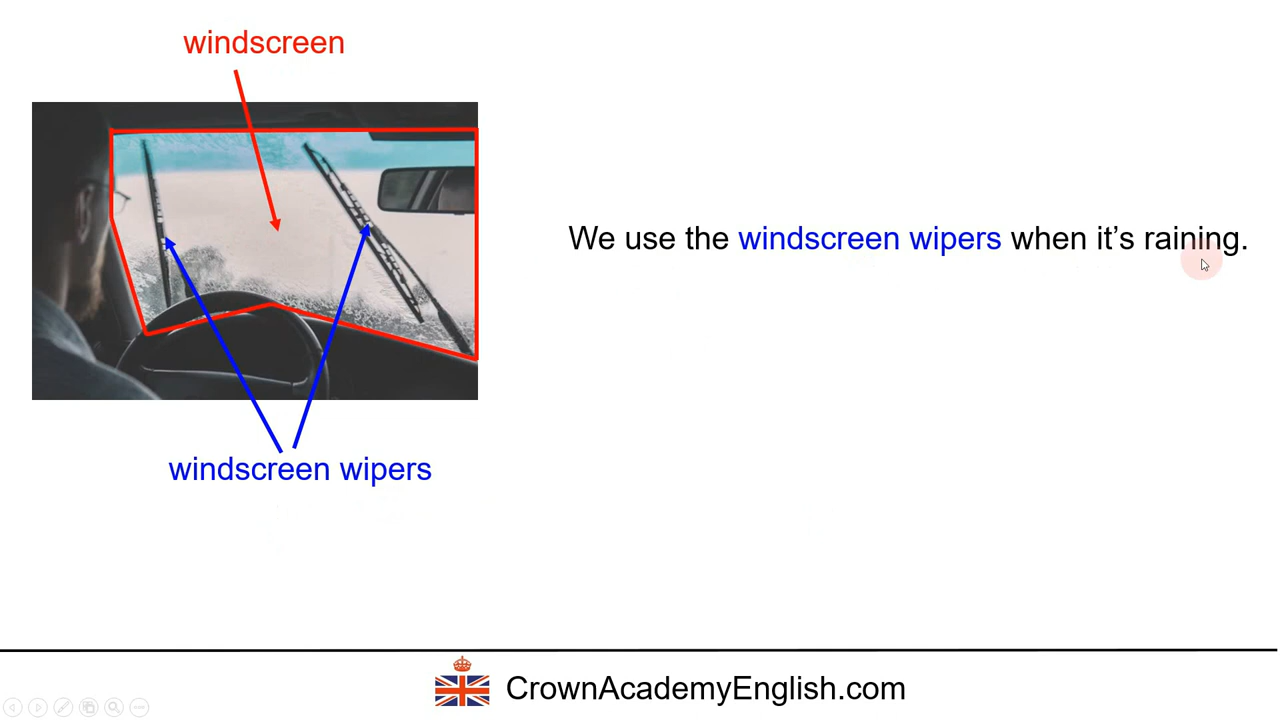 windscreen
We use the windscreen wipers when it’s raining.
windscreen wipers
CrownAcademyEnglish.com